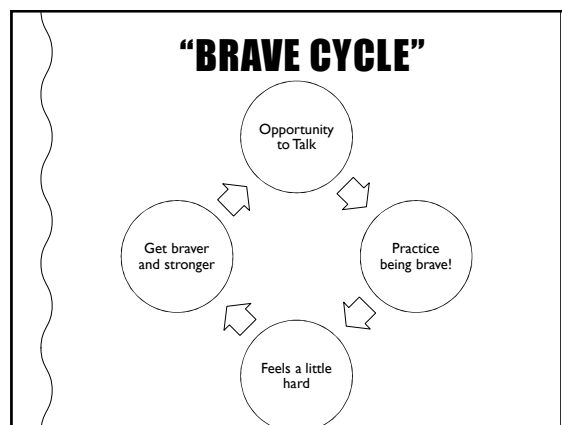 “BRAVE CYCLE”
Opportunity
to Talk
Practice
being brave!
Feels a little
hard
Get braver
and stronger